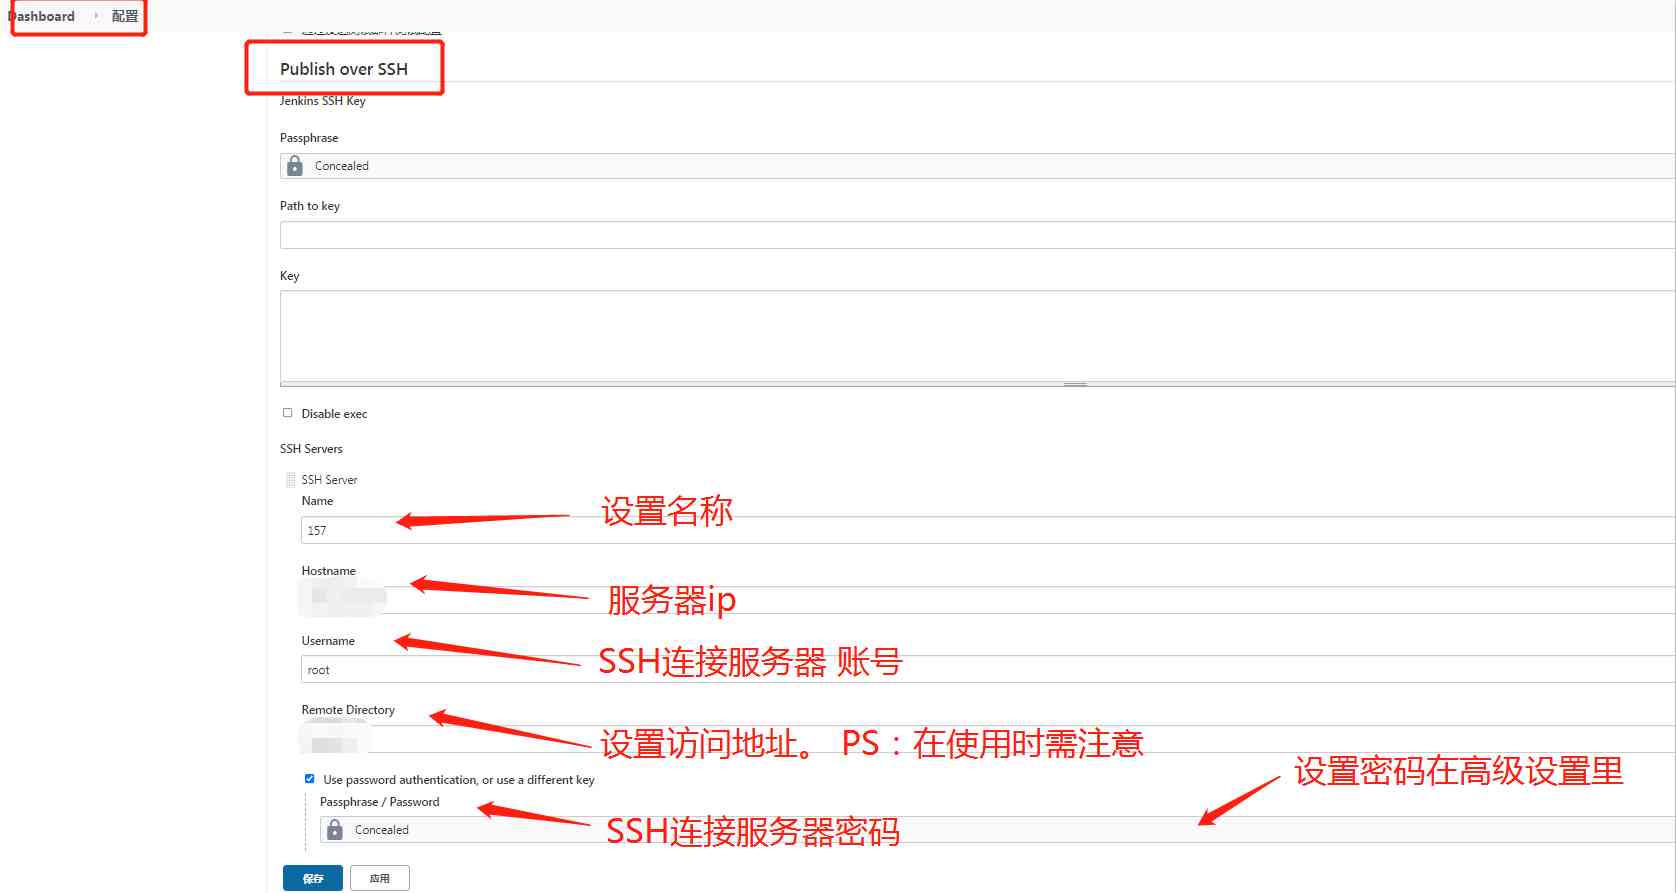 Dashboard
配置
Publish over SSH
Jenkins SSH Key
Passphrase
Concealed
Path to key
Key
Disable exec
SSH Servers
SSH Server
Name
设置名称
157
Hostname
服务器ip
Username
SSH连接服务器 账号
root
Remote Directory
设置访问地址。 PS：在使用时需注意
设置密码在高级设置里
Use password authentication, or use a different key
Passphrase / Password
Concealed
SSH连接服务器密码
保存
应用